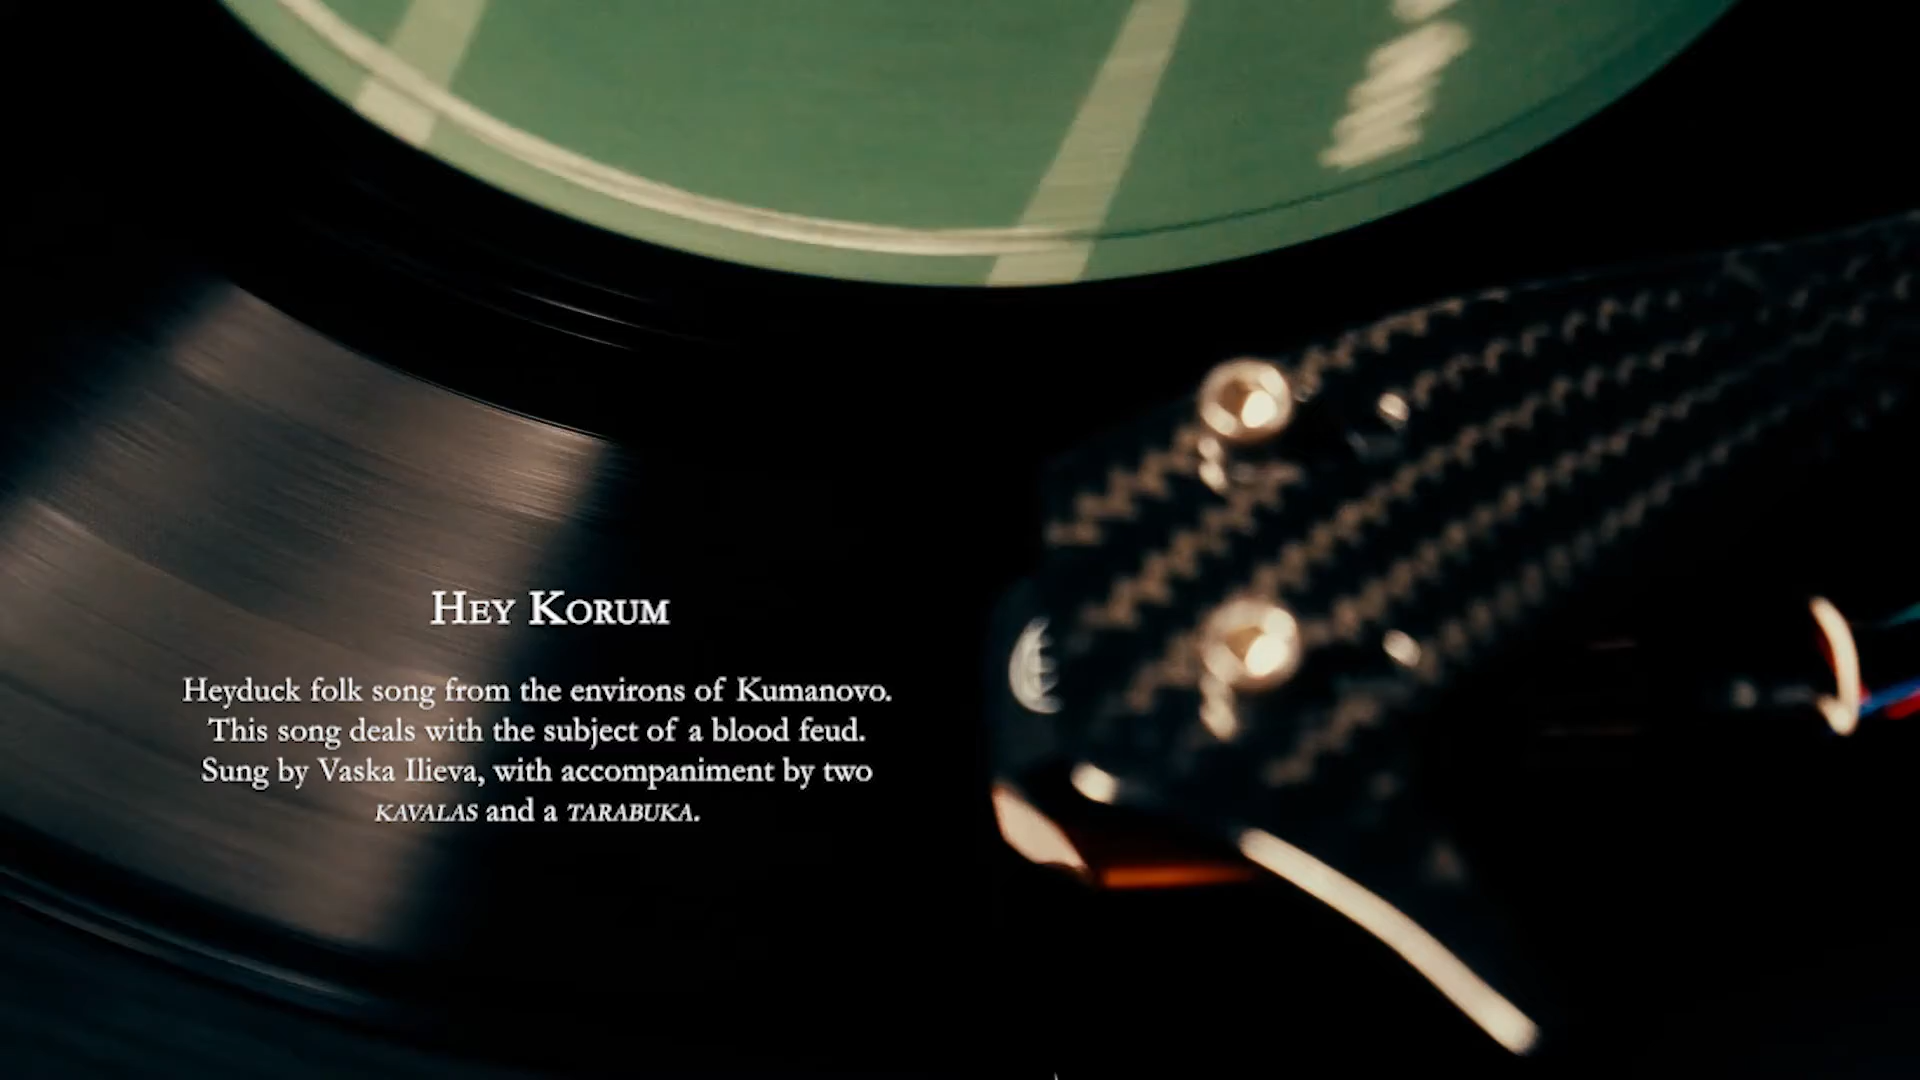 Hey Korum
Heyduck folk song from the environs of Kumanovo.
This song deals with the subject of a blood feud.
Sung by Vaska Ilieva, with accompaniment by two
KAVALAS and a TARABUKA.